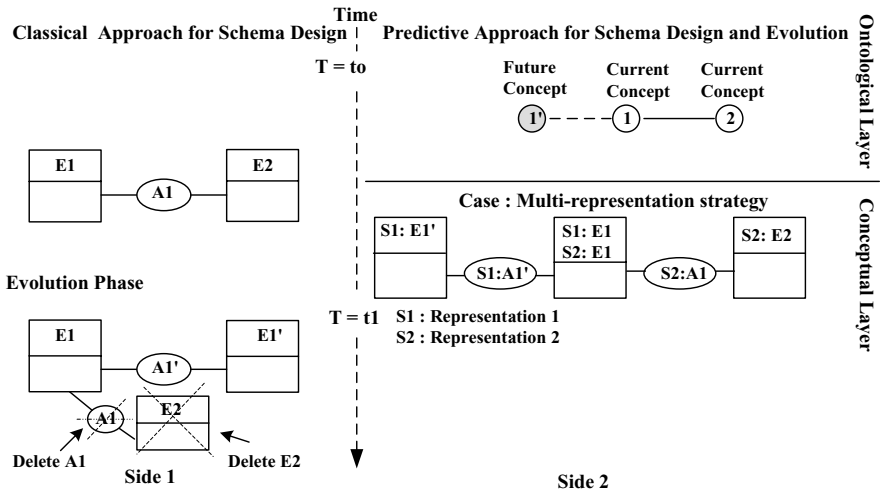 Classical Approach for Schema Design
Time
Predictive Approach for Schema Design and Evolution
T = to
Future
Concept
Current
Concept
Current
Concept
1'
1
2
Ontological Layer
E1
A1
E2
Case : Multi-representation strategy
S1: E1'
S1:A1'
S1: E1
S2: E1
S2:A1
S2: E2
Conceptual Layer
Evolution Phase
T = t1
S1 : Representation 1
S2 : Representation 2
E1
A1'
E1'
A1
E2
Delete A1
Delete E2
Side 1
Side 2